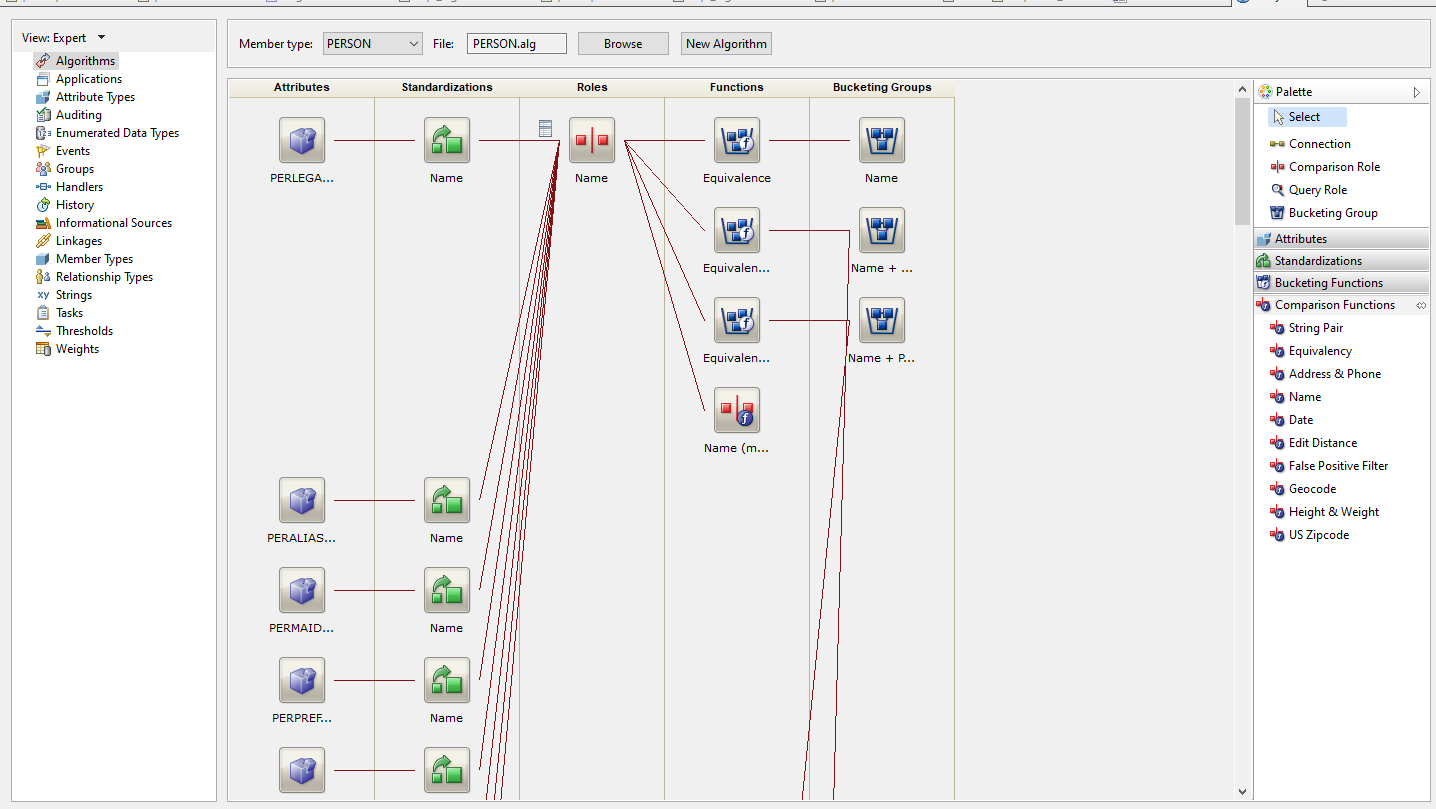 View: Expert
Algorithms
Applications
Attribute Types
Auditing
Enumerated Data Types
Events
Groups
Handlers
History
Informational Sources
Linkages
Member Types
Relationship Types
Strings
Tasks
Thresholds
Weights
Member type: PERSON File: PERSON.alg Browse New Algorithm
Attributes Standardizations Roles Functions Bucketing Groups
PERLEGA... Name Name Equivalence Name
Equivalen... Name + ...
Equivalen... Name + P...
Name (m...
PERALIAS... Name
PERMAID... Name
PERPREF... Name
Palette
Select
Connection
Comparison Role
Query Role
Bucketing Group
Attributes
Standardizations
Bucketing Functions
Comparison Functions
String Pair
Equivalency
Address & Phone
Name
Date
Edit Distance
False Positive Filter
Geocode
Height & Weight
US Zipcode